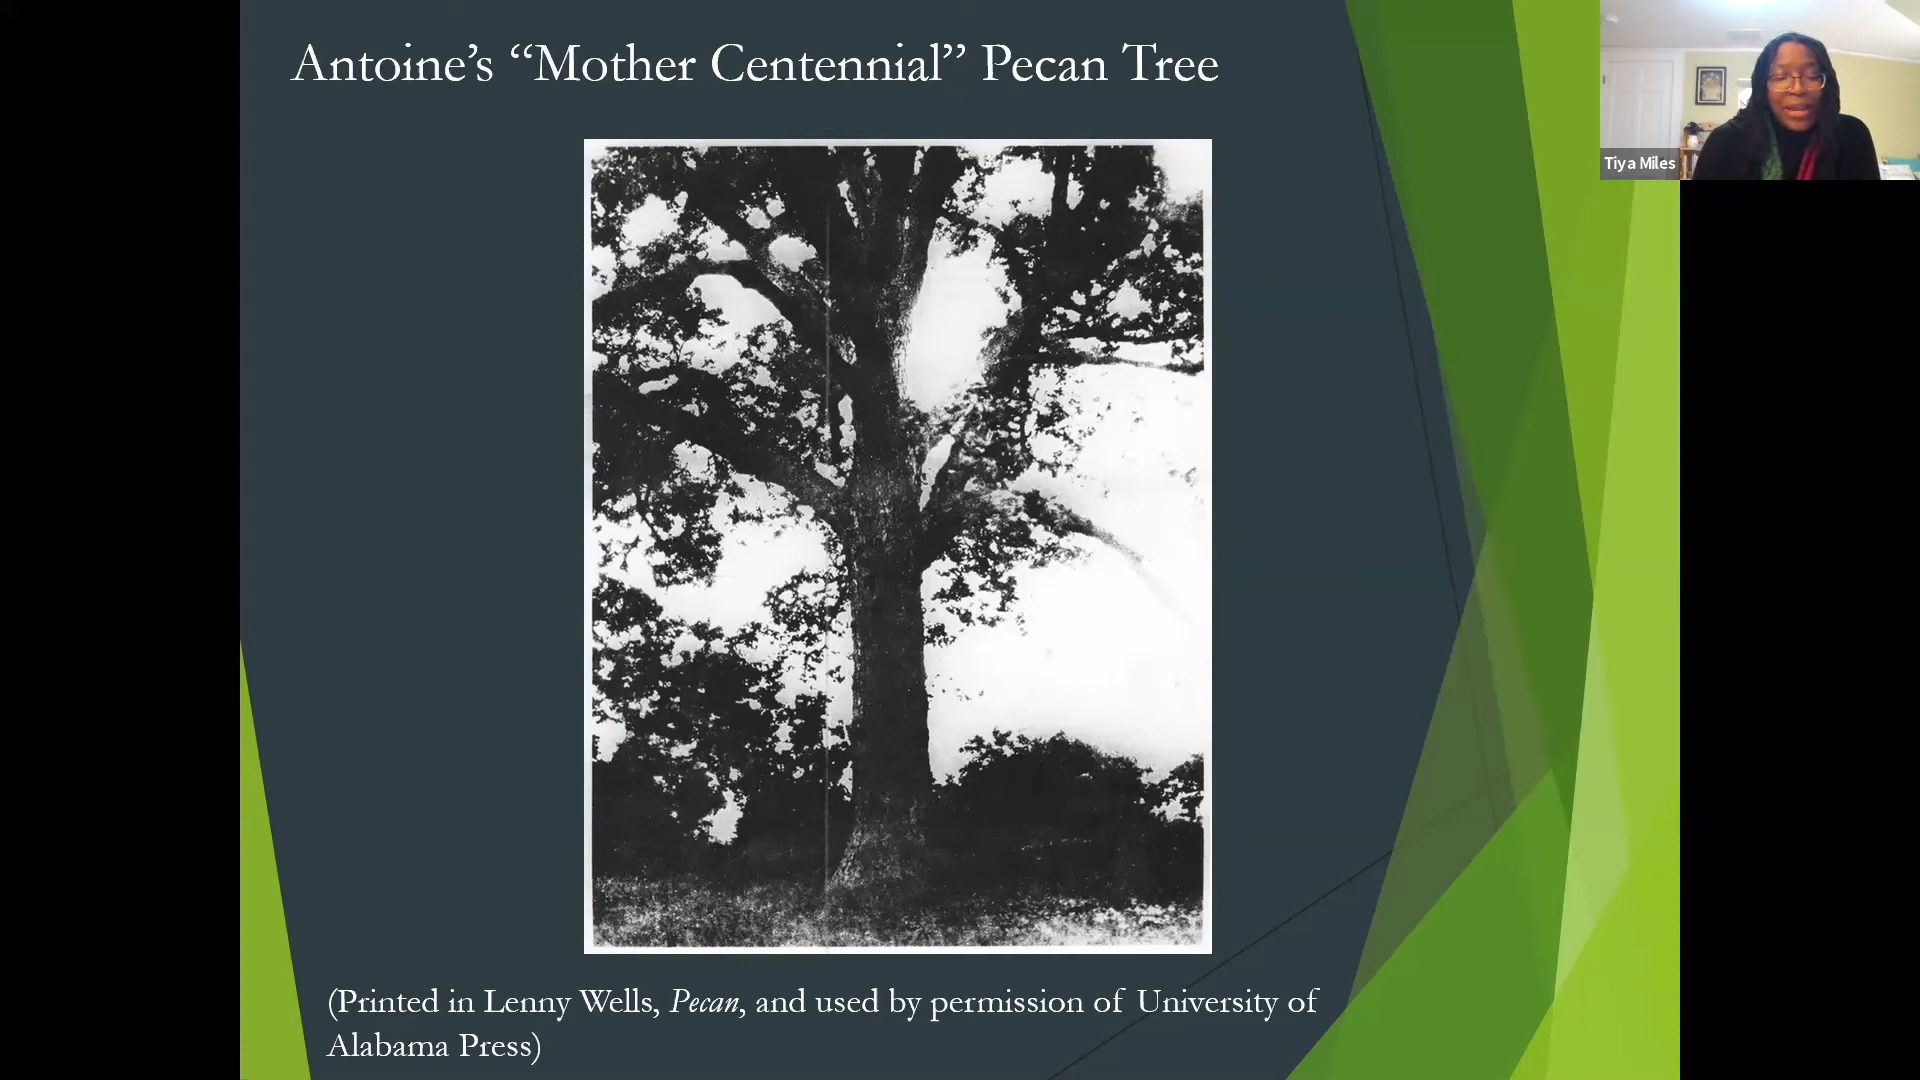 Antoine’s “Mother Centennial” Pecan Tree
Tiya Miles
(Printed in Lenny Wells, Pecan, and used by permission of University of
Alabama Press)